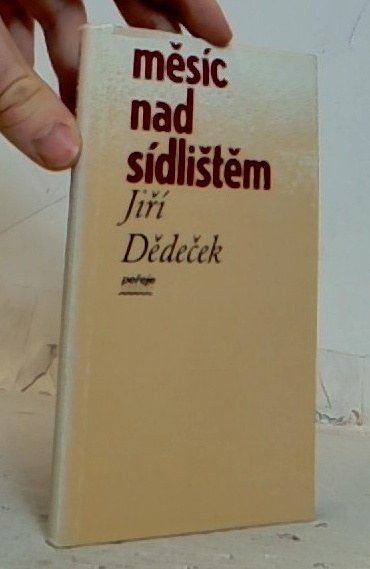 měsíc
nad
sídlištěm
Jiří
Dědeček
peřeje